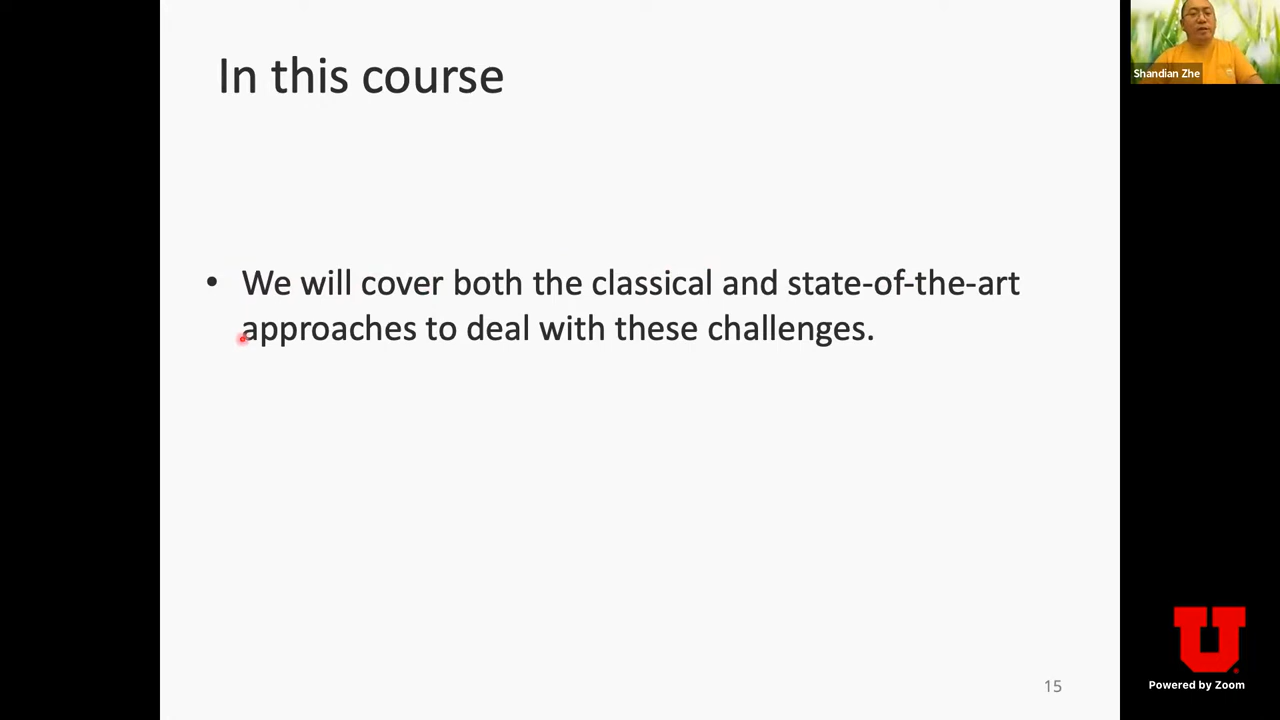 In this course
Shandian Zhe
• We will cover both the classical and state-of-the-art
approaches to deal with these challenges.
U
Powered by Zoom
15